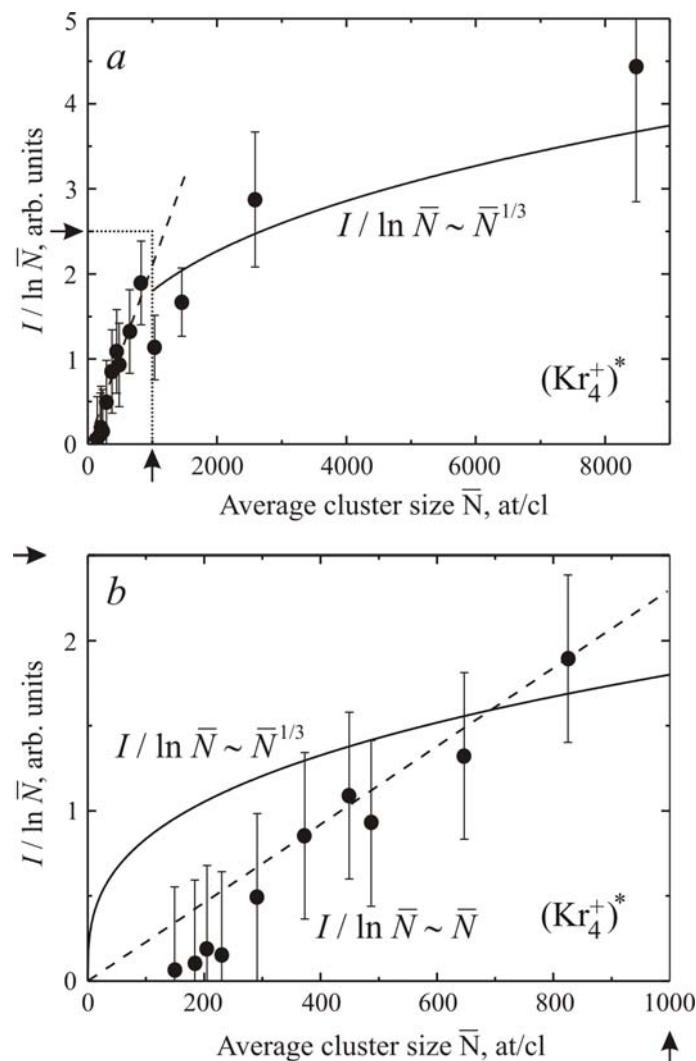 a
5
4
3
2
1
0
I / ln N̅, arb. units
I / ln N̅ ~ N̅^1/3
(Kr₄⁺)*
0 2000 4000 6000 8000
Average cluster size N̅, at/cl
b
2
1
0
I / ln N̅, arb. units
I / ln N̅ ~ N̅^1/3
I / ln N̅ ~ N̅
(Kr₄⁺)*
0 200 400 600 800 1000
Average cluster size N̅, at/cl